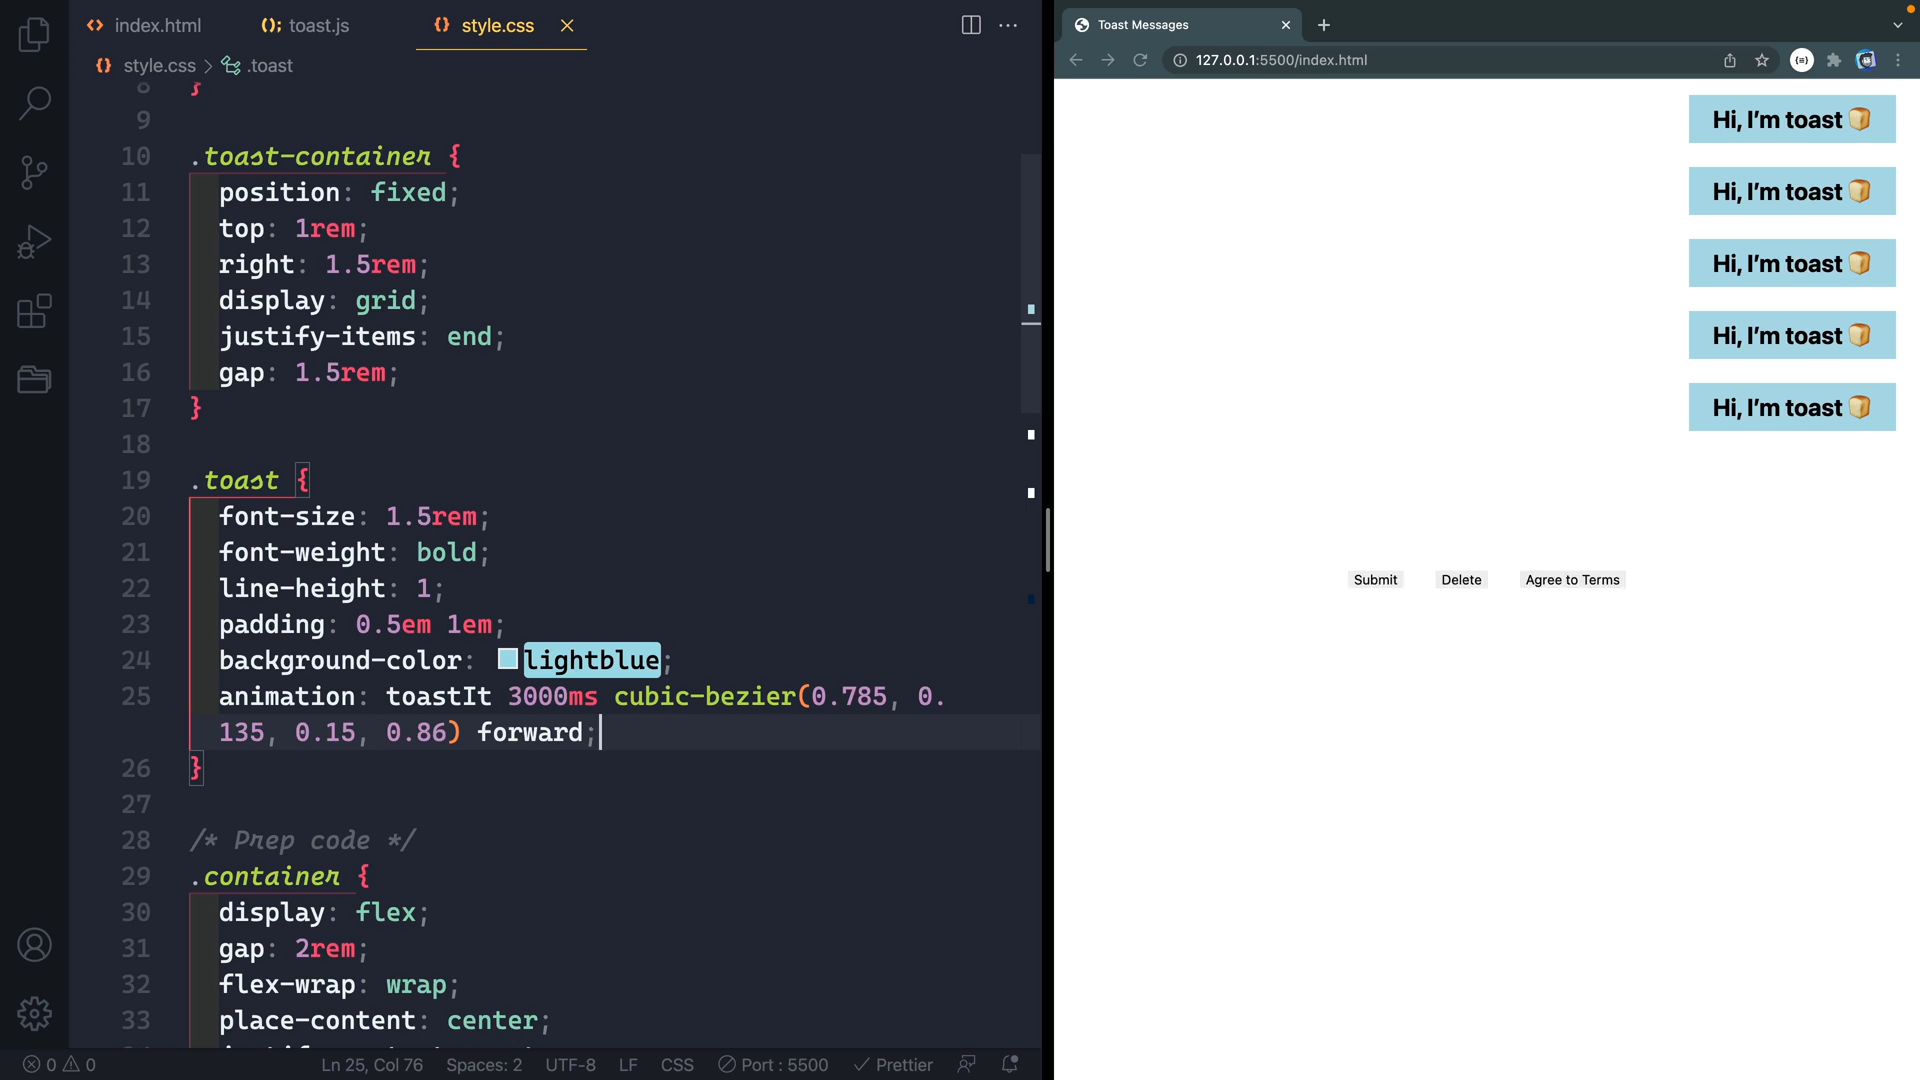 index.html
toast.js
style.css
style.css > .toast
8 }
9
10 .toast-container {
11 position: fixed;
12 top: 1rem;
13 right: 1.5rem;
14 display: grid;
15 justify-items: end;
16 gap: 1.5rem;
17 }
18
19 .toast {
20 font-size: 1.5rem;
21 font-weight: bold;
22 line-height: 1;
23 padding: 0.5em 1em;
24 background-color: lightblue;
25 animation: toastIt 3000ms cubic-bezier(0.785, 0.
135, 0.15, 0.86) forward;
26 }
27
28 /* Prep code */
29 .container {
30 display: flex;
31 gap: 2rem;
32 flex-wrap: wrap;
33 place-content: center;
0 0
Ln 25, Col 76
Spaces: 2
UTF-8
LF
CSS
Port : 5500
Prettier
Toast Messages
127.0.0.1:5500/index.html
Hi, I’m toast 🍞
Hi, I’m toast 🍞
Hi, I’m toast 🍞
Hi, I’m toast 🍞
Hi, I’m toast 🍞
Submit
Delete
Agree to Terms